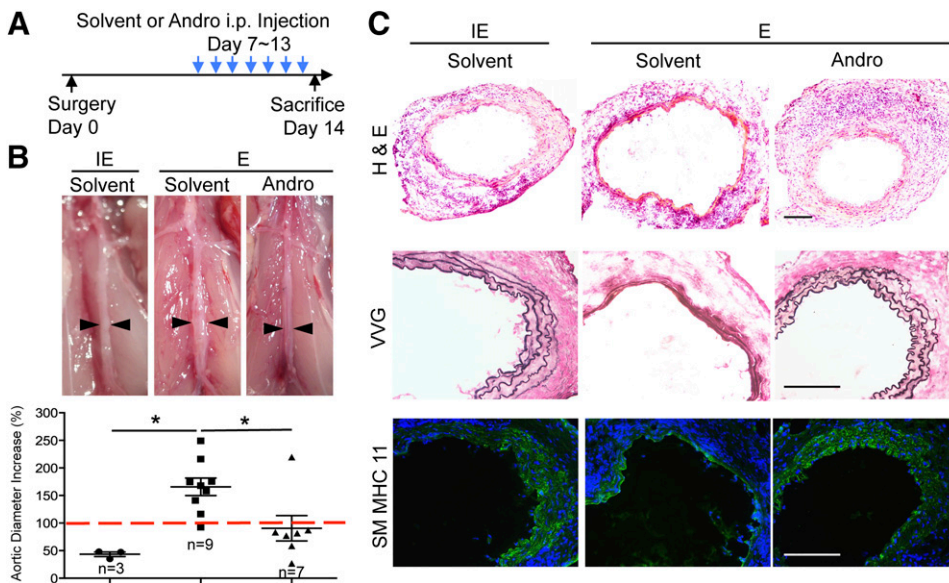 A
Solvent or Andro i.p. Injection
Day 7~13
Surgery
Day 0
Sacrifice
Day 14
B
IE
E
Solvent
Solvent
Andro
Aortic Diameter Increase (%)
300
250
200
150
100
50
0
*
*
n=3
n=9
n=7
C
IE
E
Solvent
Solvent
Andro
H & E
VVG
SM MHC 11